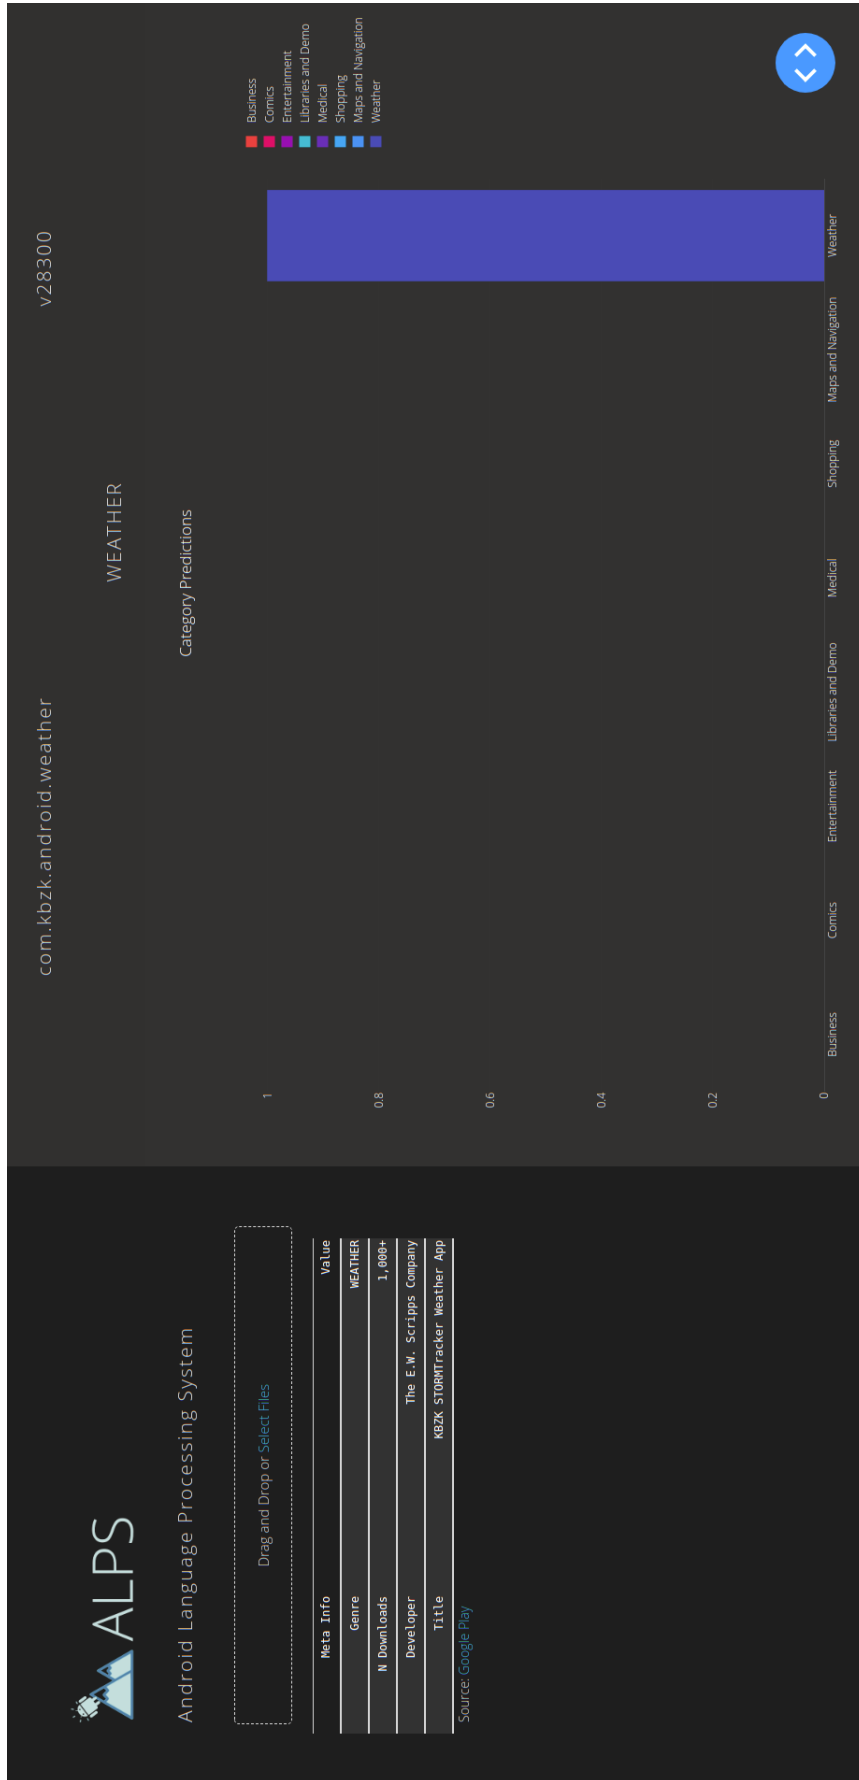 ALPS
Android Language Processing System
Drag and Drop or Select Files
Meta Info Value
Genre WEATHER
N Downloads 1,000+
Developer The E.W. Scripps Company
Title KBZK STORMTracker Weather App
Source: Google Play
com.kbzk.android.weather v28300
WEATHER
Category Predictions
1
0.8
0.6
0.4
0.2
0
Business Comics Entertainment Libraries and Demo Medical Shopping Maps and Navigation Weather
Business
Comics
Entertainment
Libraries and Demo
Medical
Shopping
Maps and Navigation
Weather